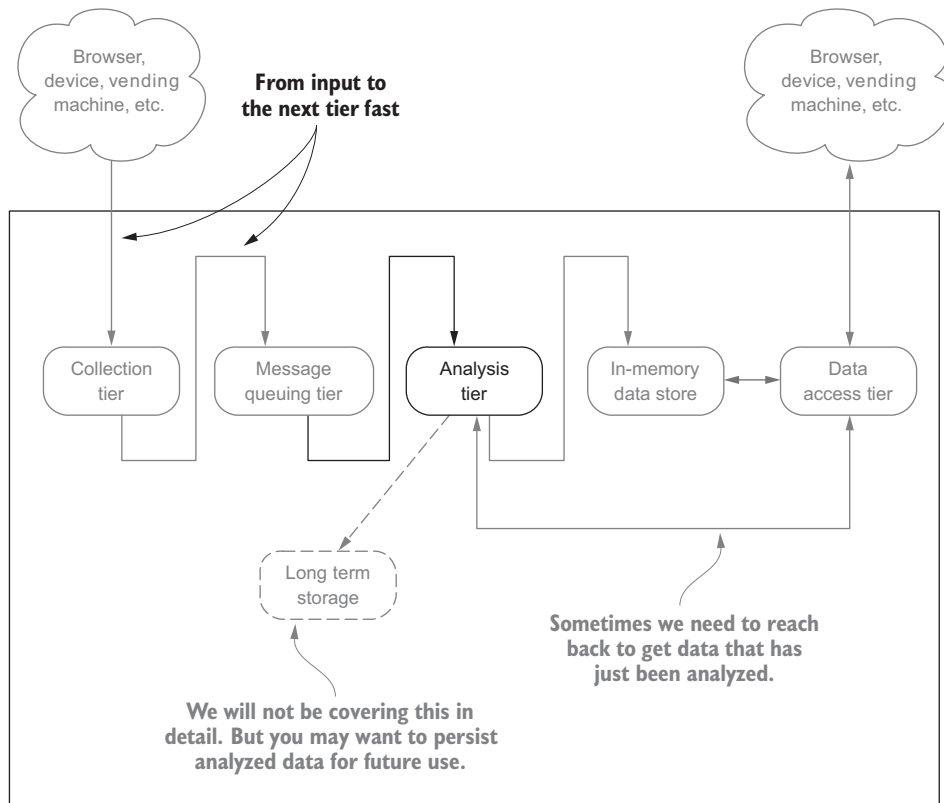 Browser,
device, vending
machine, etc.
From input to
the next tier fast
Browser,
device, vending
machine, etc.
Collection
tier
Message
queuing tier
Analysis
tier
In-memory
data store
Data
access tier
Long term
storage
Sometimes we need to reach
back to get data that has
just been analyzed.
We will not be covering this in
detail. But you may want to persist
analyzed data for future use.